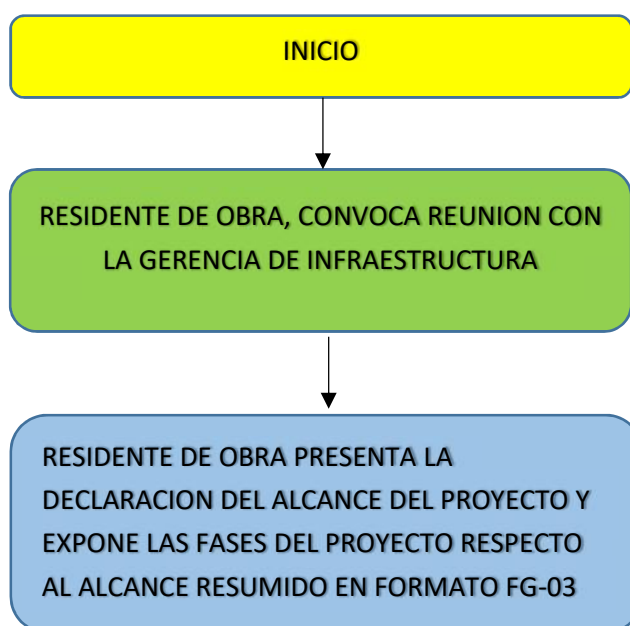 INICIO
RESIDENTE DE OBRA, CONVOCA REUNION CON
LA GERENCIA DE INFRAESTRUCTURA
RESIDENTE DE OBRA PRESENTA LA
DECLARACION DEL ALCANCE DEL PROYECTO Y
EXPONE LAS FASES DEL PROYECTO RESPECTO
AL ALCANCE RESUMIDO EN FORMATO FG-03